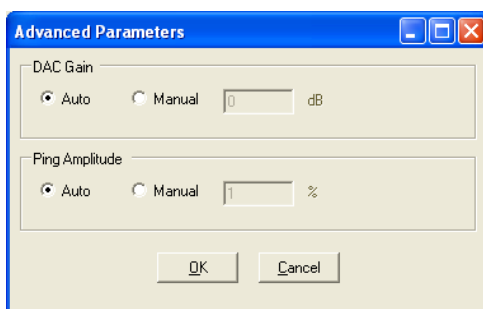 Advanced Parameters
DAC Gain
Auto Manual 0 dB
Ping Amplitude
Auto Manual 1 %
OK Cancel